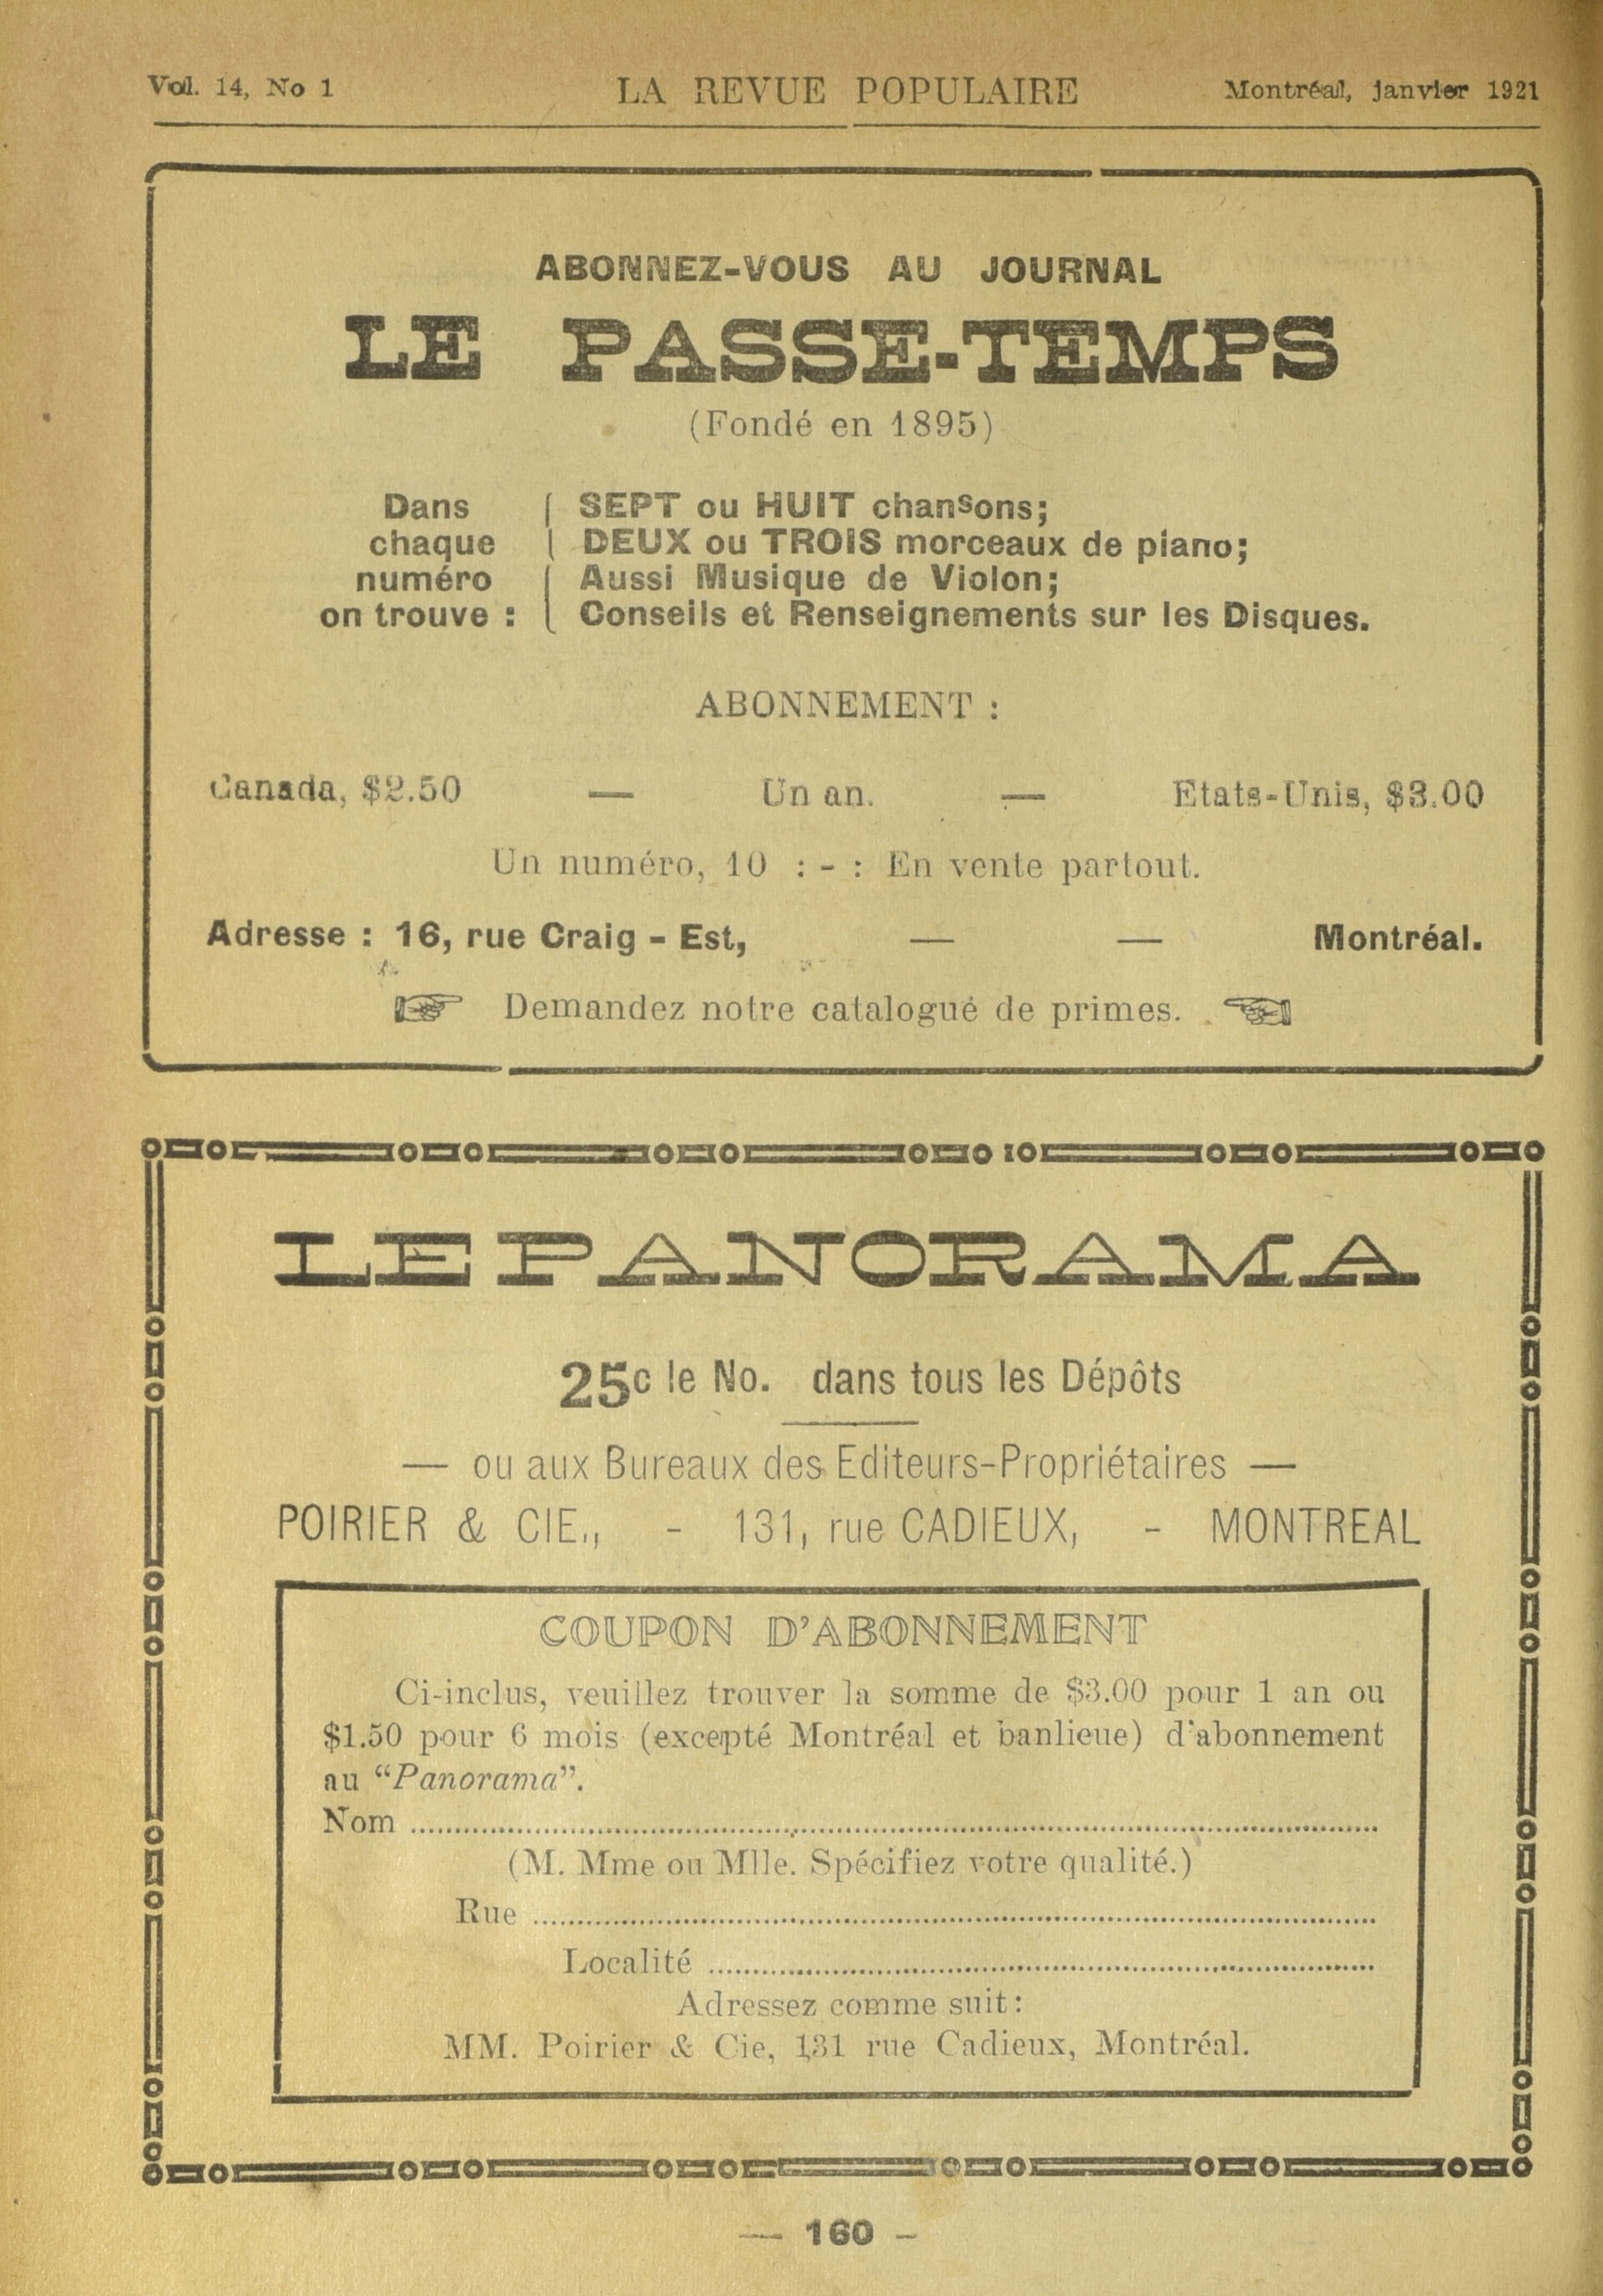 Vol. 14, No 1 LA REVUE POPULAIRE Montréal, janvier 1921
ABONNEZ-VOUS AU JOURNAL
LE PASSE-TEMPS
(Fondé en 1895)
Dans chaque numéro on trouve :
SEPT ou HUIT chansons;
DEUX ou TROIS morceaux de piano;
Aussi Musique de Violon;
Conseils et Renseignements sur les Disques.
ABONNEMENT :
Canada, $2.50 — Un an. — Etats-Unis, $3.00
Un numéro, 10 : - : En vente partout.
Adresse : 16, rue Craig - Est, — — Montréal.
☞ Demandez notre catalogué de primes. ☜
LE PANORAMA
25c le No. dans tous les Dépôts
— ou aux Bureaux des Editeurs-Propriétaires —
POIRIER & CIE., - 131, rue CADIEUX, - MONTREAL
COUPON D'ABONNEMENT
Ci-inclus, veuillez trouver la somme de $3.00 pour 1 an ou
$1.50 pour 6 mois (excepté Montréal et banlieue) d'abonnement
au "Panorama".
Nom ..........
(M. Mme ou Mlle. Spécifiez votre qualité.)
Rue ..........
Localité ..........
Adressez comme suit :
MM. Poirier & Cie, 131 rue Cadieux, Montréal.
— 160 -